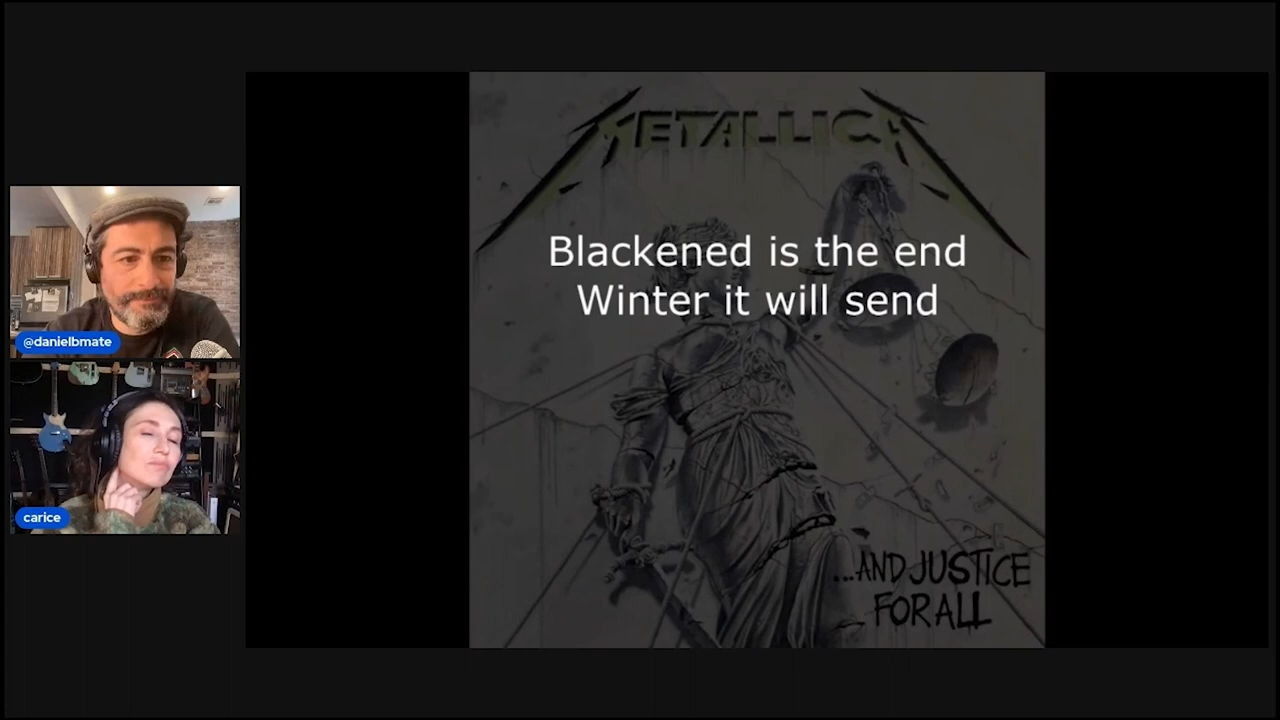 METALLICA
Blackened is the end
Winter it will send
...AND JUSTICE
FOR ALL
@danielbmate
carice